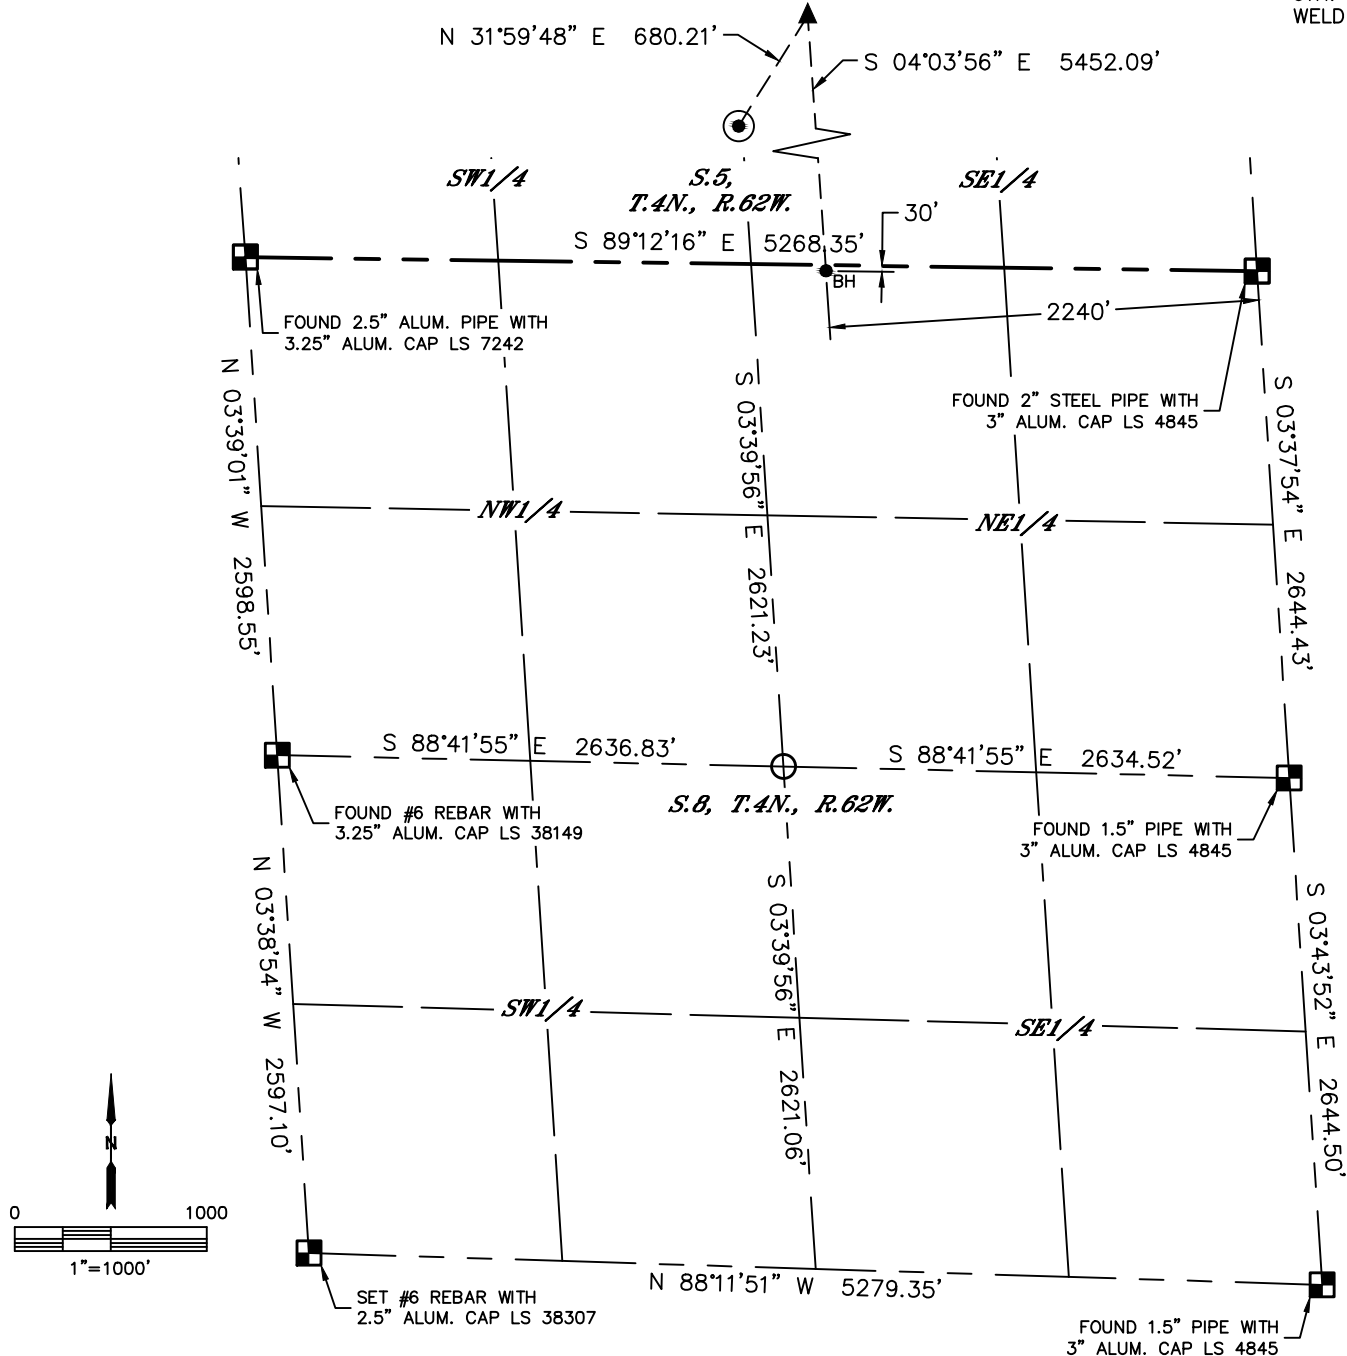 WELD
N 31°59'48" E 680.21'
S 04°03'56" E 5452.09'
SW1/4
S.5,
T.4N., R.62W.
SE1/4
30'
S 89°12'16" E 5268.35'
BH
2240'
FOUND 2.5" ALUM. PIPE WITH
3.25" ALUM. CAP LS 7242
FOUND 2" STEEL PIPE WITH
3" ALUM. CAP LS 4845
N 03°39'01" W 2598.55'
S 03°39'56" E 2621.23'
S 03°37'54" E 2644.43'
NW1/4
NE1/4
S 88°41'55" E 2636.83'
S 88°41'55" E 2634.52'
S.8, T.4N., R.62W.
FOUND #6 REBAR WITH
3.25" ALUM. CAP LS 38149
FOUND 1.5" PIPE WITH
3" ALUM. CAP LS 4845
N 03°38'54" W 2597.10'
S 03°39'56" E 2621.06'
S 03°43'52" E 2644.50'
SW1/4
SE1/4
N
0 1000
1"=1000'
N 88°11'51" W 5279.35'
SET #6 REBAR WITH
2.5" ALUM. CAP LS 38307
FOUND 1.5" PIPE WITH
3" ALUM. CAP LS 4845